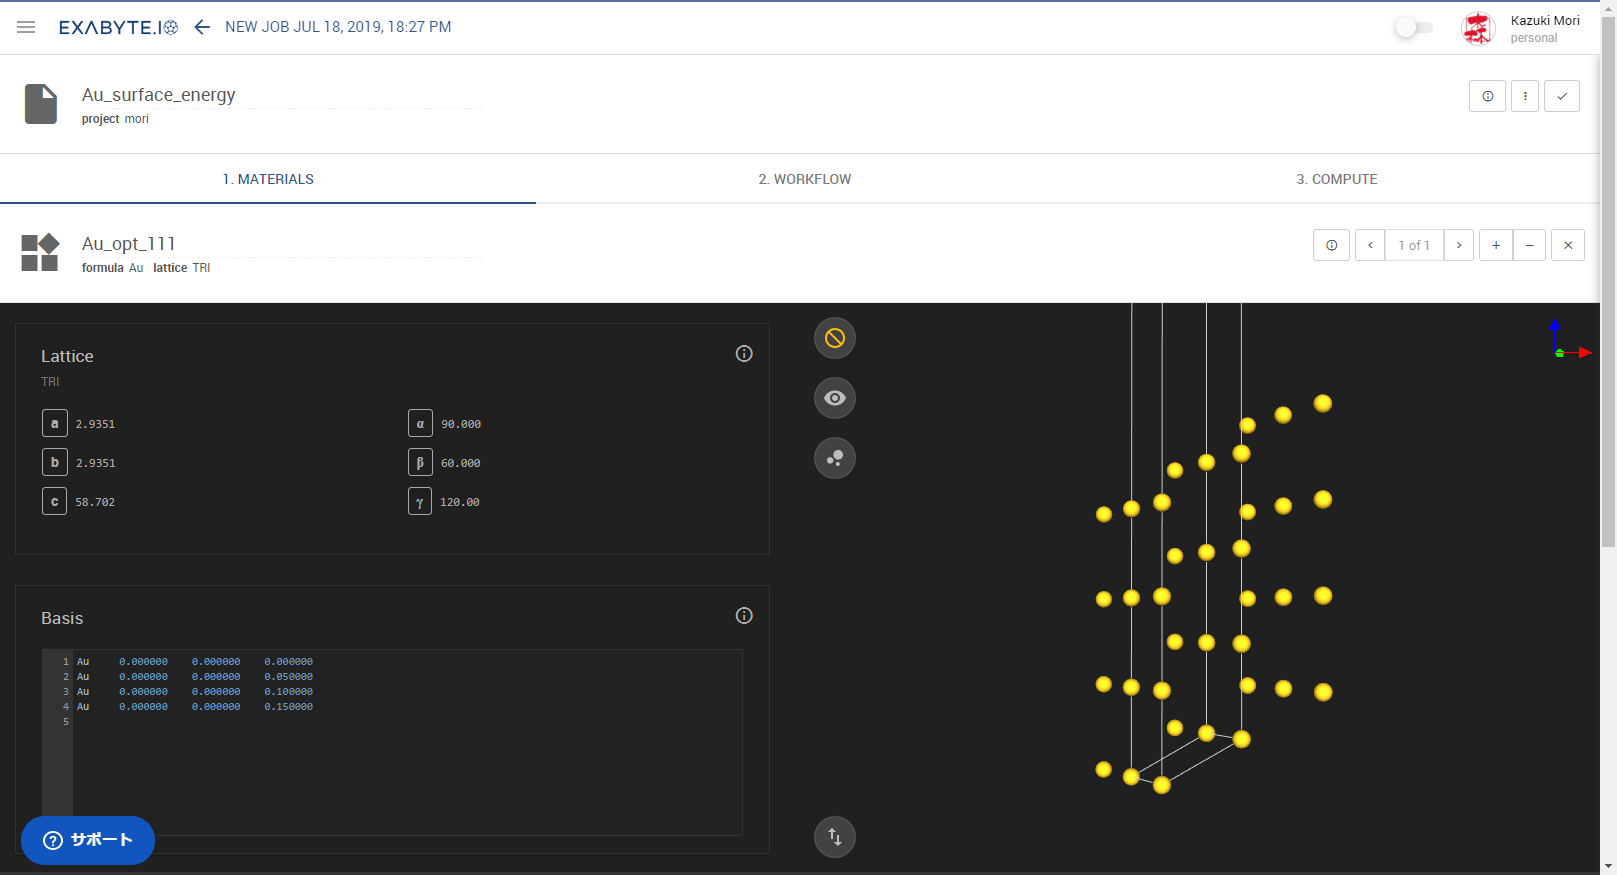 EXABYTE.IO
NEW JOB JUL 18, 2019, 18:27 PM
Kazuki Mori
personal
Au_surface_energy
project mori
1. MATERIALS
2. WORKFLOW
3. COMPUTE
Au_opt_111
formula Au lattice TRI
1 of 1
Lattice
TRI
a 2.9351
α 90.000
b 2.9351
β 60.000
c 58.702
γ 120.00
Basis
1 Au 0.000000 0.000000 0.000000
2 Au 0.000000 0.000000 0.050000
3 Au 0.000000 0.000000 0.100000
4 Au 0.000000 0.000000 0.150000
5
サポート